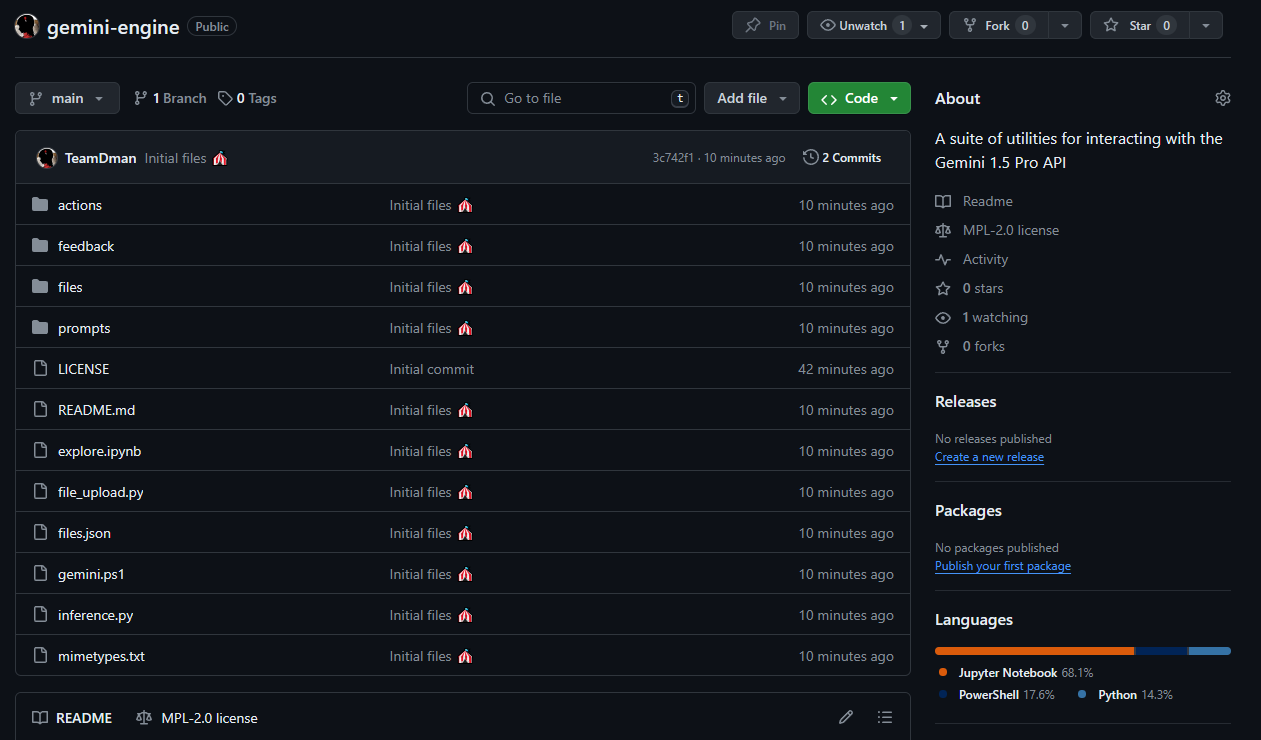 gemini-engine Public Pin Unwatch 1 Fork 0 Star 0
main 1 Branch 0 Tags Go to file t Add file Code
TeamDman Initial files 🎪 3c742f1 · 10 minutes ago 2 Commits
actions Initial files 🎪 10 minutes ago
feedback Initial files 🎪 10 minutes ago
files Initial files 🎪 10 minutes ago
prompts Initial files 🎪 10 minutes ago
LICENSE Initial commit 42 minutes ago
README.md Initial files 🎪 10 minutes ago
explore.ipynb Initial files 🎪 10 minutes ago
file_upload.py Initial files 🎪 10 minutes ago
files.json Initial files 🎪 10 minutes ago
gemini.ps1 Initial files 🎪 10 minutes ago
inference.py Initial files 🎪 10 minutes ago
mimetypes.txt Initial files 🎪 10 minutes ago
README MPL-2.0 license
About
A suite of utilities for interacting with the
Gemini 1.5 Pro API
Readme
MPL-2.0 license
Activity
0 stars
1 watching
0 forks
Releases
No releases published
Create a new release
Packages
No packages published
Publish your first package
Languages
Jupyter Notebook 68.1%
PowerShell 17.6% Python 14.3%